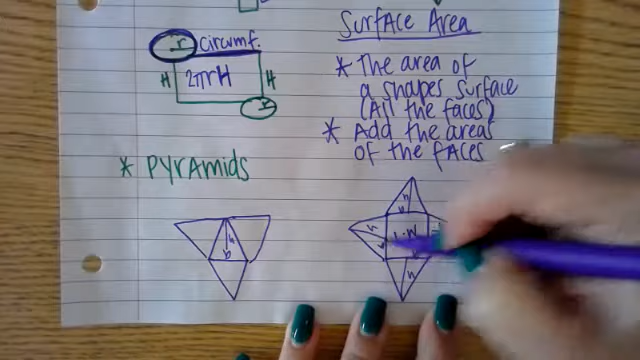 Surface Area
r circumf.
H 2πrH H
r
* The area of
a shapes surface
(All the faces)
* Add the areas
of the faces
* Pyramids
h
b
h
b
h
L·W
h